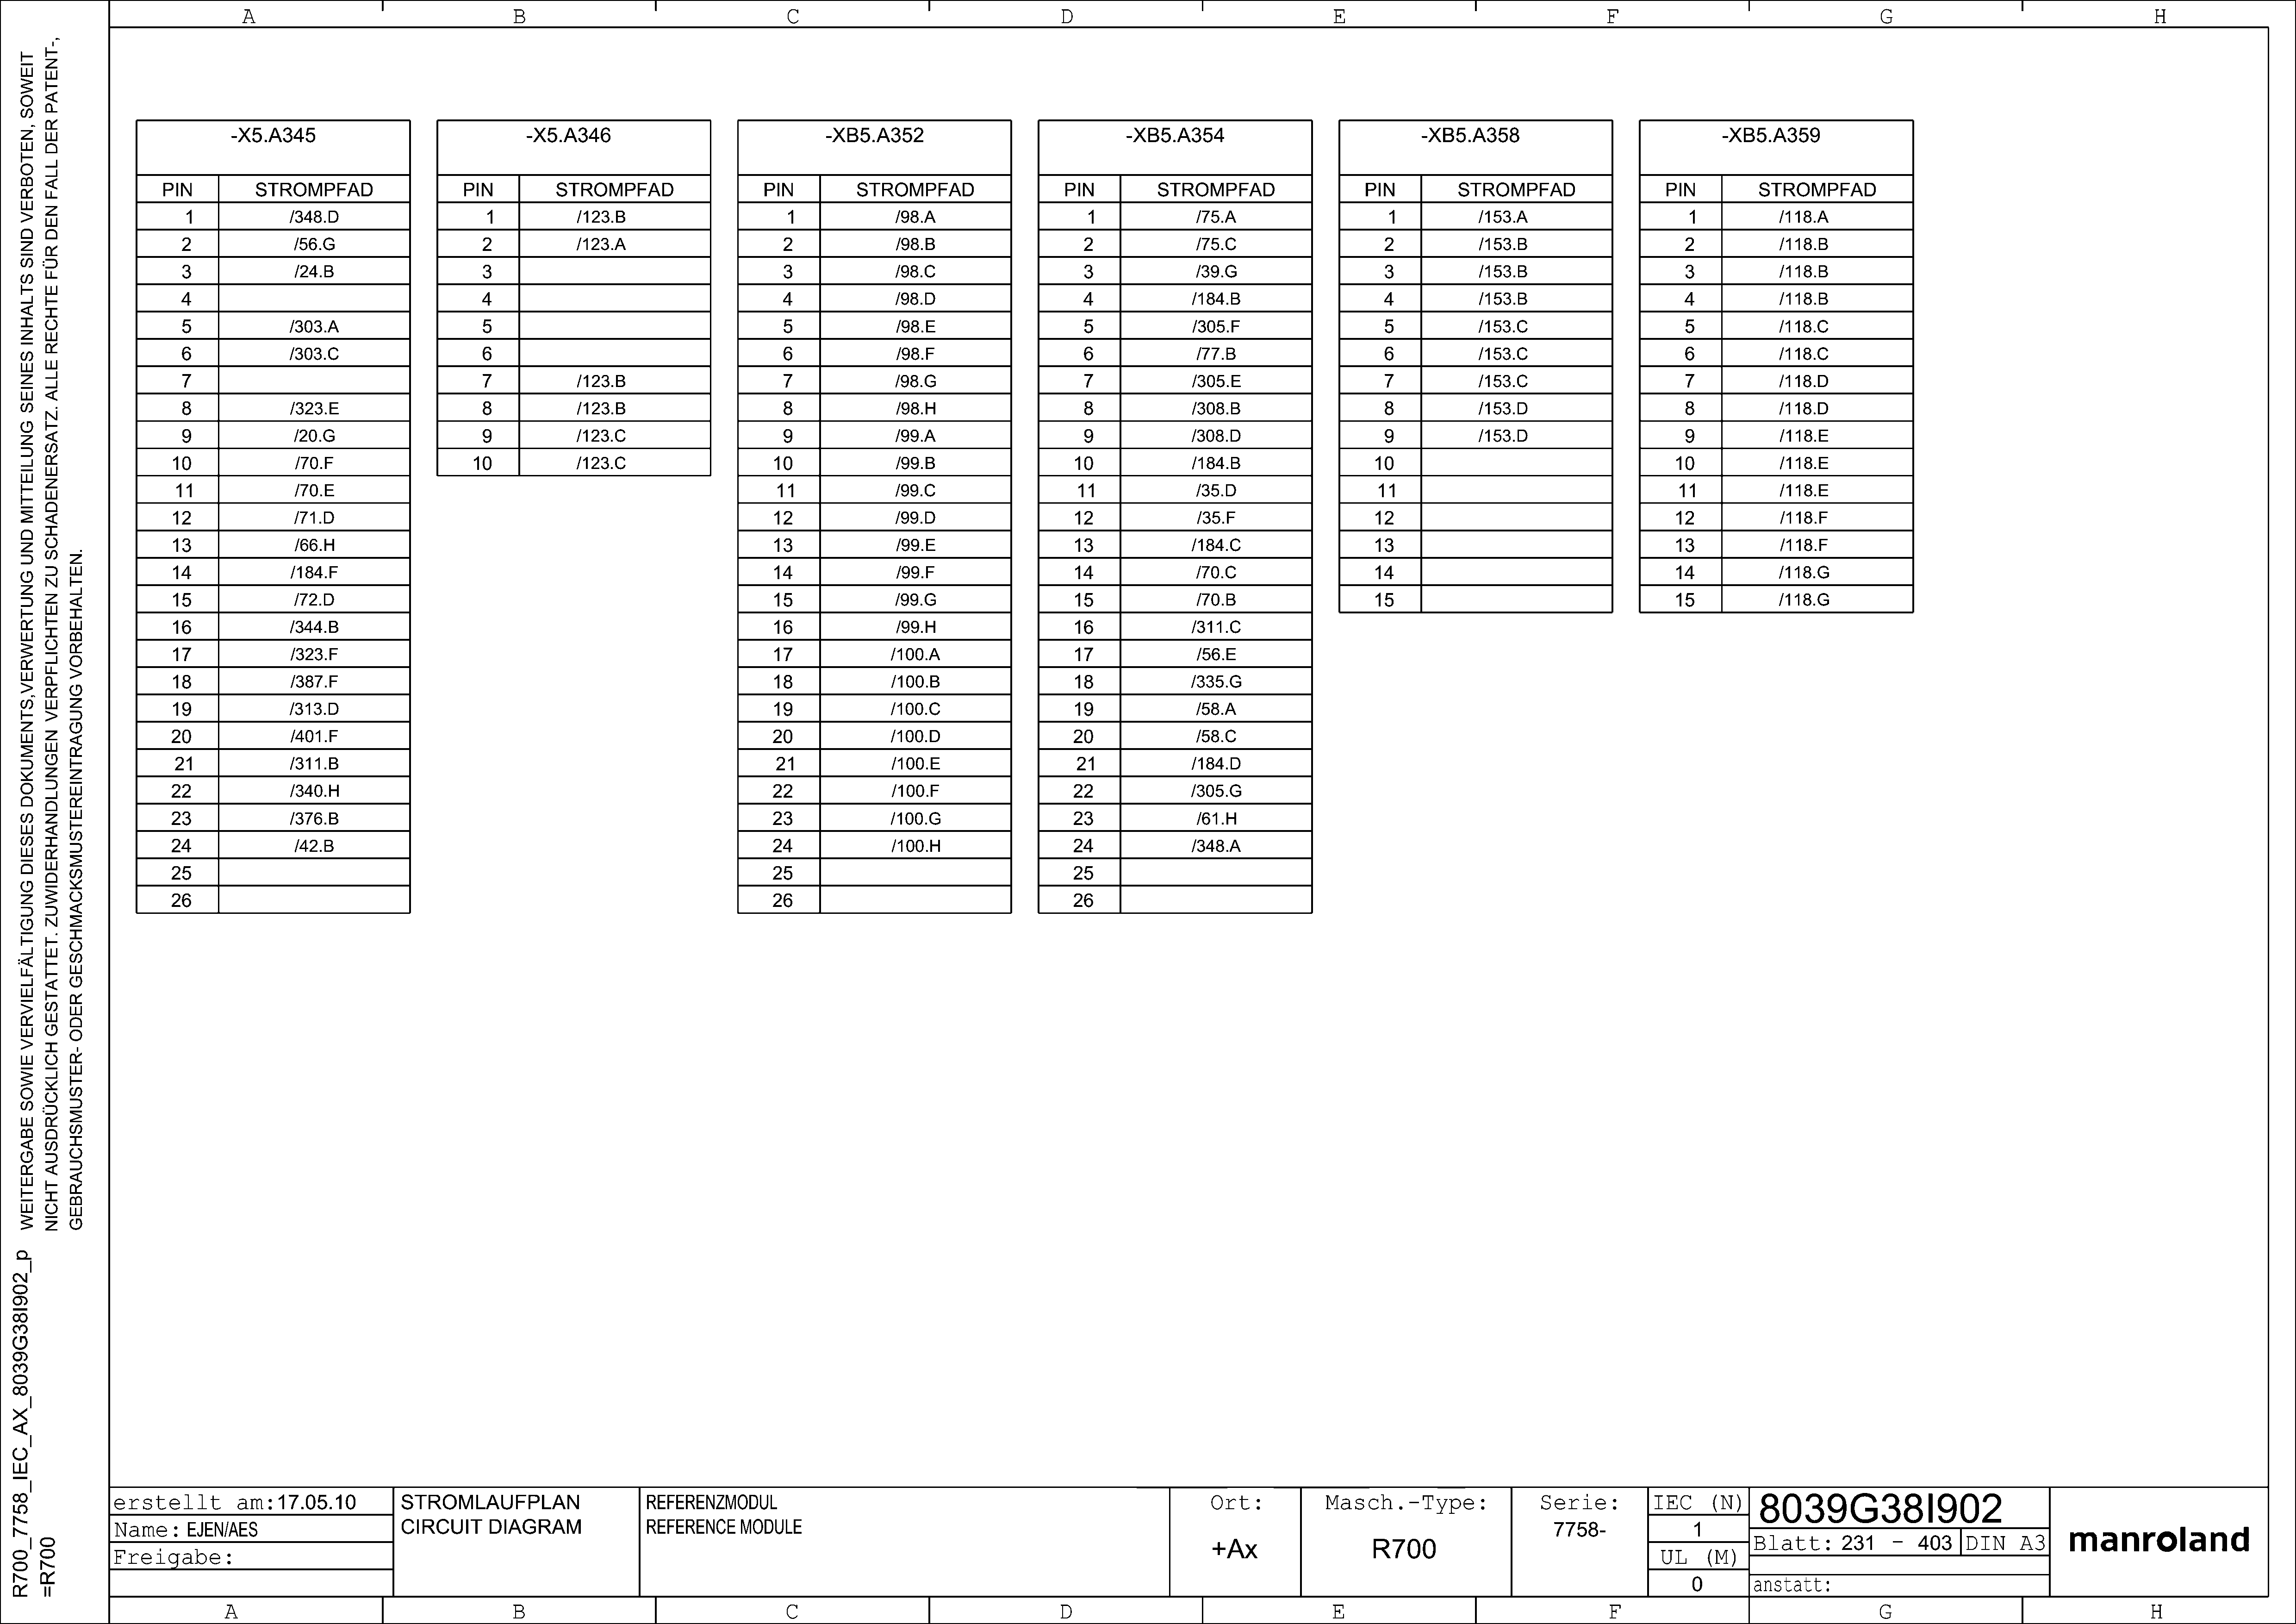 A B C D E F G H
-X5.A345 -X5.A346 -XB5.A352 -XB5.A354 -XB5.A358 -XB5.A359
PIN STROMPFAD PIN STROMPFAD PIN STROMPFAD PIN STROMPFAD PIN STROMPFAD PIN STROMPFAD
1 /348.D 1 /123.B 1 /98.A 1 /75.A 1 /153.A 1 /118.A
2 /56.G 2 /123.A 2 /98.B 2 /75.C 2 /153.B 2 /118.B
3 /24.B 3 3 /98.C 3 /39.G 3 /153.B 3 /118.B
4 4 4 /98.D 4 /184.B 4 /153.B 4 /118.B
5 /303.A 5 5 /98.E 5 /305.F 5 /153.C 5 /118.C
6 /303.C 6 6 /98.F 6 /77.B 6 /153.C 6 /118.C
7 7 /123.B 7 /98.G 7 /305.E 7 /153.C 7 /118.D
8 /323.E 8 /123.B 8 /98.H 8 /308.B 8 /153.D 8 /118.D
9 /20.G 9 /123.C 9 /99.A 9 /308.D 9 /153.D 9 /118.E
10 /70.F 10 /123.C 10 /99.B 10 /184.B 10 10 /118.E
11 /70.E 11 /99.C 11 /35.D 11 11 /118.E
12 /71.D 12 /99.D 12 /35.F 12 12 /118.F
13 /66.H 13 /99.E 13 /184.C 13 13 /118.F
14 /184.F 14 /99.F 14 /70.C 14 14 /118.G
15 /72.D 15 /99.G 15 /70.B 15 15 /118.G
16 /344.B 16 /99.H 16 /311.C
17 /323.F 17 /100.A 17 /56.E
18 /387.F 18 /100.B 18 /335.G
19 /313.D 19 /100.C 19 /58.A
20 /401.F 20 /100.D 20 /58.C
21 /311.B 21 /100.E 21 /184.D
22 /340.H 22 /100.F 22 /305.G
23 /376.B 23 /100.G 23 /61.H
24 /42.B 24 /100.H 24 /348.A
25 25 25
26 26 26
WEITERGABE SOWIE VERVIELFÄLTIGUNG DIESES DOKUMENTS,VERWERTUNG UND MITTEILUNG SEINES INHALTS SIND VERBOTEN, SOWEIT
NICHT AUSDRÜCKLICH GESTATTET. ZUWIDERHANDLUNGEN VERPFLICHTEN ZU SCHADENERSATZ. ALLE RECHTE FÜR DEN FALL DER PATENT-,
GEBRAUCHSMUSTER- ODER GESCHMACKSMUSTEREINTRAGUNG VORBEHALTEN.
R700_7758_IEC_AX_8039G38I902_p
=R700
erstellt am:17.05.10
Name: EJEN/AES
Freigabe:
STROMLAUFPLAN
CIRCUIT DIAGRAM
REFERENZMODUL
REFERENCE MODULE
Ort:
+Ax
Masch.-Type:
R700
Serie:
7758-
IEC (N)
1
UL (M)
0
8039G38I902
Blatt: 231 - 403 DIN A3
anstatt:
manroland
A B C D E F G H